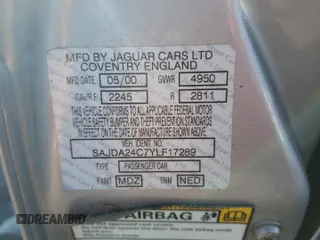 MFD BY JAGUAR CARS LTD
COVENTRY ENGLAND
MFD DATE 05/00 GVWR 4950
GAWR F 2245 R 2811
THIS VEHICLE CONFORMS TO ALL APPLICABLE FEDERAL MOTOR
VEHICLE SAFETY BUMPER AND THEFT PREVENTION STANDARDS IN
EFFECT ON THE DATE OF MANUFACTURE SHOWN ABOVE
VEH. IDENT NO.
SAJDA24C7YLF17289
TYPE PASSENGER CAR
PAINT MDZ TRIM NED
AIRBAG
BIDAMERICAN